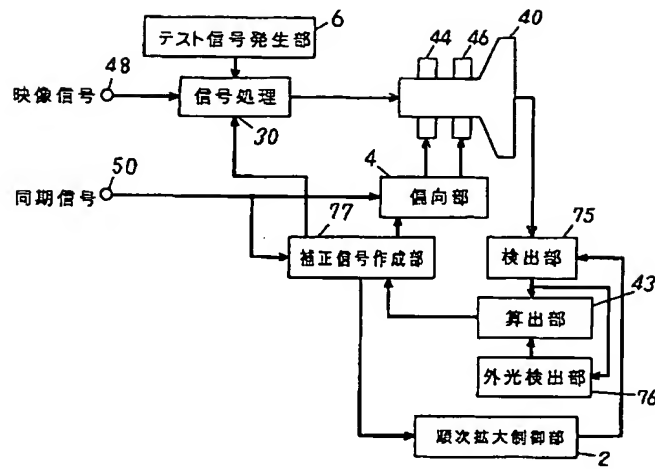 6
テスト信号発生部
44 46 40
48
映像信号
信号処理
30
50
同期信号
4
偏向部
77
補正信号作成部
75
検出部
43
算出部
外光検出部
76
順次拡大制御部
2